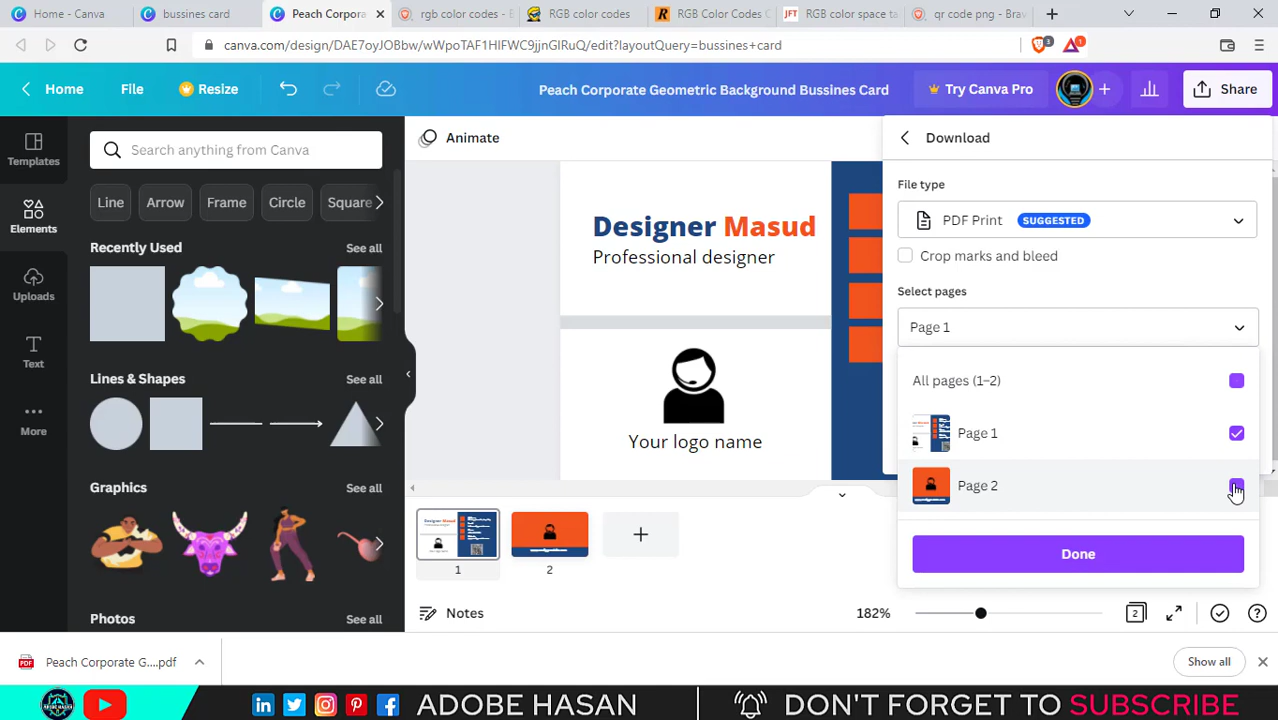 Home - Canva
bussines card
Peach Corpora
rgb color codes - B
RGB color codes
RGB Color Codes C
RGB color space ta
qr code png - Brav
canva.com/design/DAE7oyJOBbw/wWpoTAF1HIFWC9jjnGIRuQ/edit?layoutQuery=bussines+card
3
1
Home
File
Resize
Peach Corporate Geometric Background Bussines Card
Try Canva Pro
Share
Templates
Elements
Uploads
Text
More
Search anything from Canva
Line
Arrow
Frame
Circle
Square
Recently Used
See all
Lines & Shapes
See all
Graphics
See all
Photos
See all
Animate
Designer Masud
Professional designer
Your logo name
Download
File type
PDF Print
SUGGESTED
Crop marks and bleed
Select pages
Page 1
All pages (1–2)
Page 1
Page 2
Done
1
2
Notes
182%
2
Peach Corporate G....pdf
Show all
ADOBE HASAN
DON'T FORGET TO SUBSCRIBE